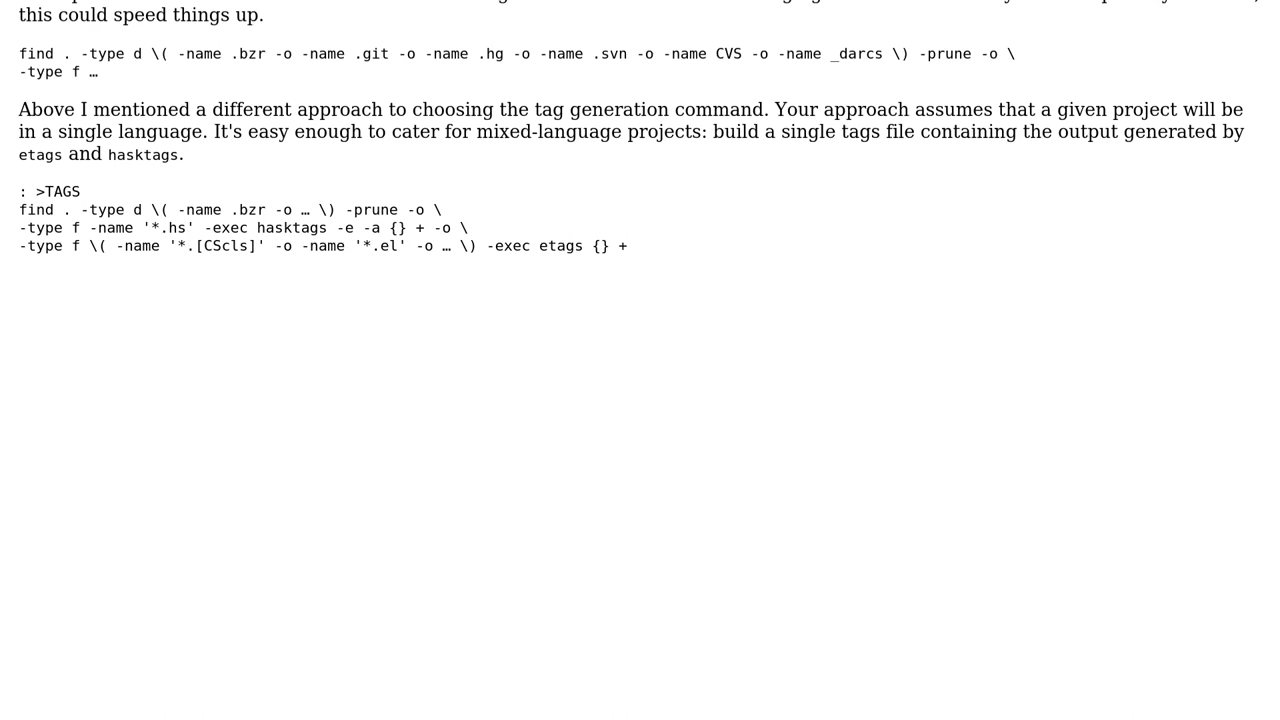 this could speed things up.
find . -type d \( -name .bzr -o -name .git -o -name .hg -o -name .svn -o -name CVS -o -name _darcs \) -prune -o \
-type f …
Above I mentioned a different approach to choosing the tag generation command. Your approach assumes that a given project will be
in a single language. It's easy enough to cater for mixed-language projects: build a single tags file containing the output generated by
etags and hasktags.
: >TAGS
find . -type d \( -name .bzr -o … \) -prune -o \
-type f -name '*.hs' -exec hasktags -e -a {} + -o \
-type f \( -name '*.[CScls]' -o -name '*.el' -o … \) -exec etags {} +